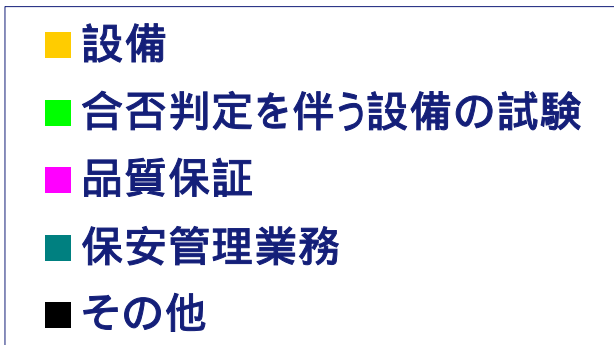 設備
合否判定を伴う設備の試験
品質保証
保安管理業務
その他